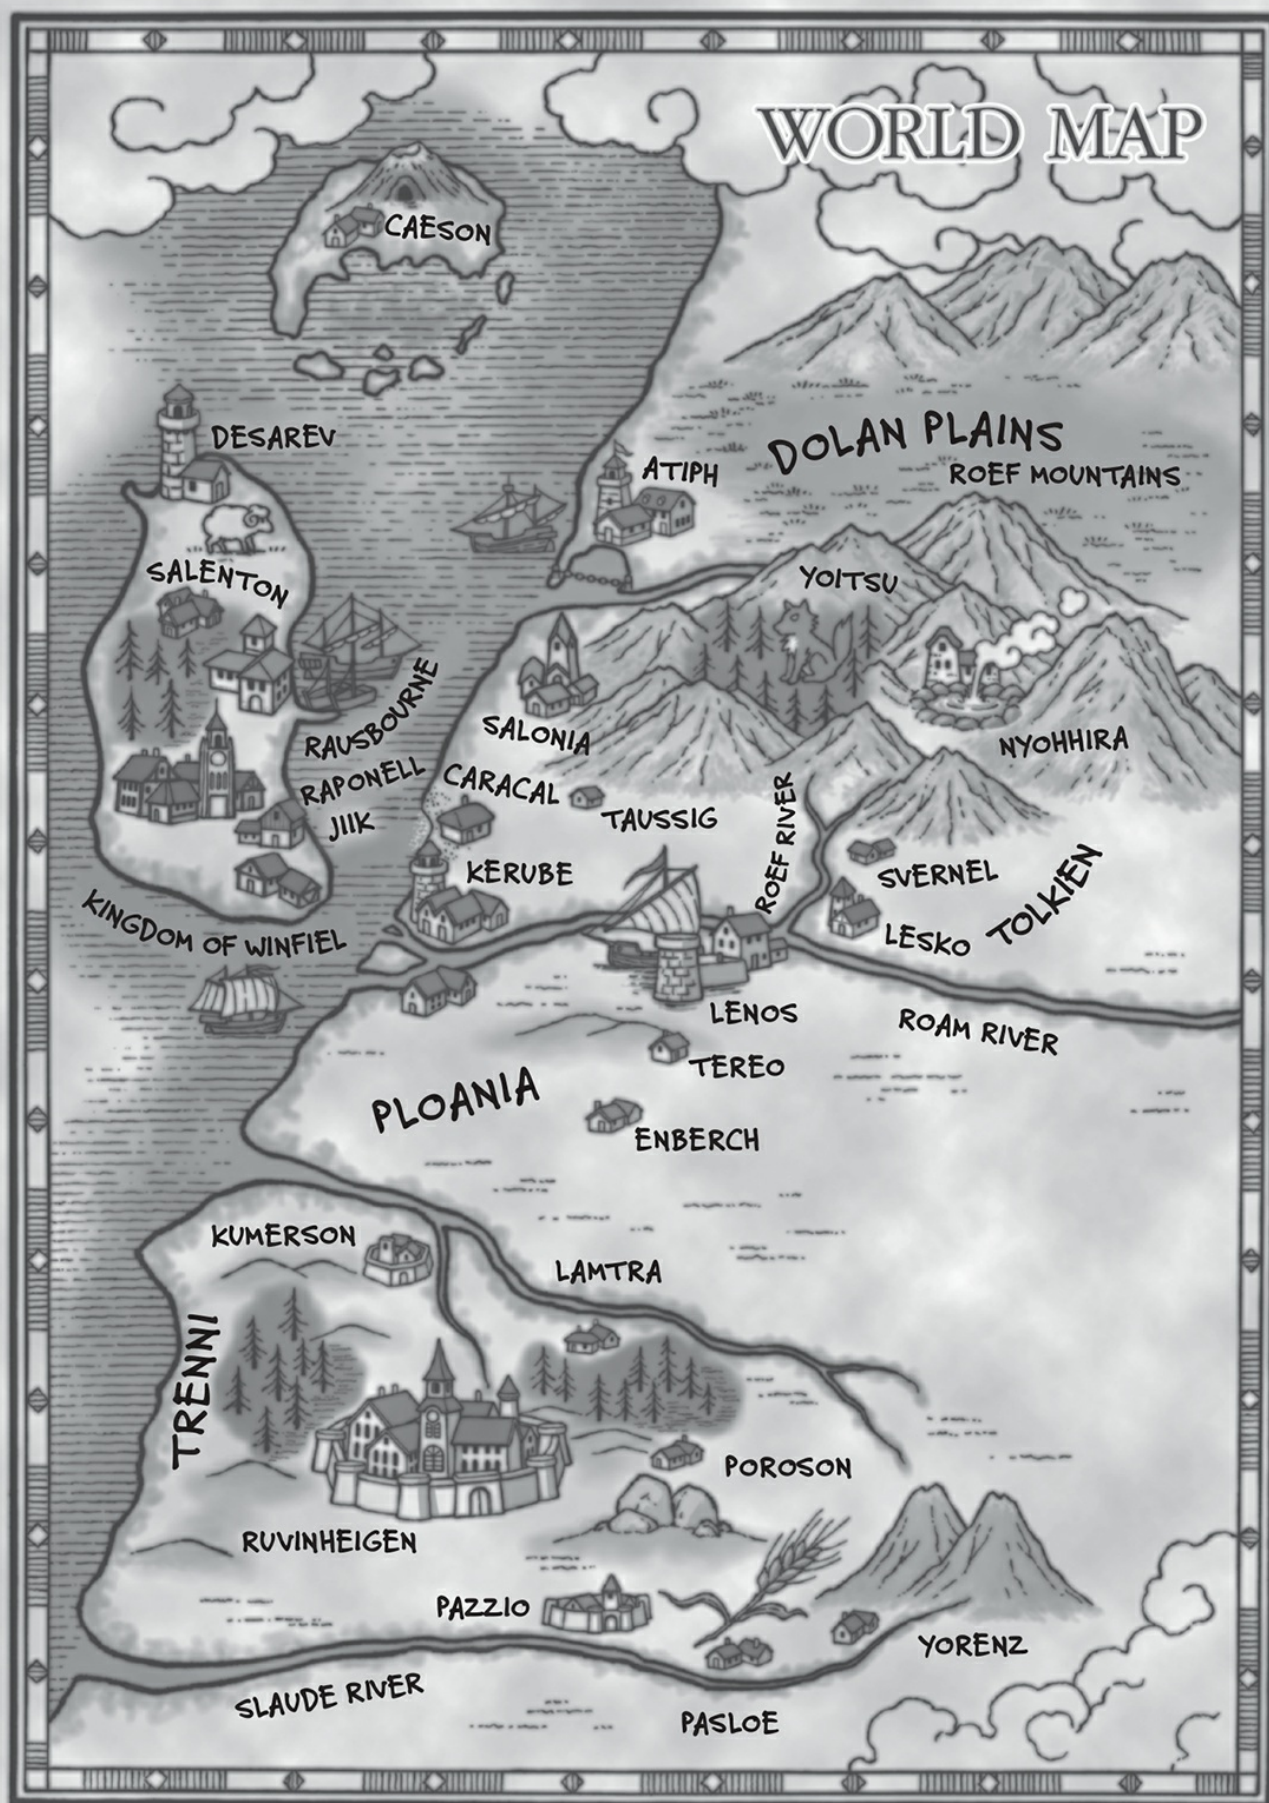 WORLD MAP
CAESON
DESAREV
DOLAN PLAINS
ATIPH
ROEF MOUNTAINS
SALENTON
YOITSU
RAUSBOURNE
SALONIA
NYOHHIRA
RAPONELL
CARACAL
JIIK
TAUSSIG
ROEF RIVER
KERUBE
SVERNEL
TOLKIEN
KINGDOM OF WINFIEL
LESKO
LENOS
ROAM RIVER
TEREO
PLOANIA
ENBERCH
KUMERSON
LAMTRA
TRENNI
POROSON
RUVINHEIGEN
PAZZIO
YORENZ
SLAUDE RIVER
PASLOE